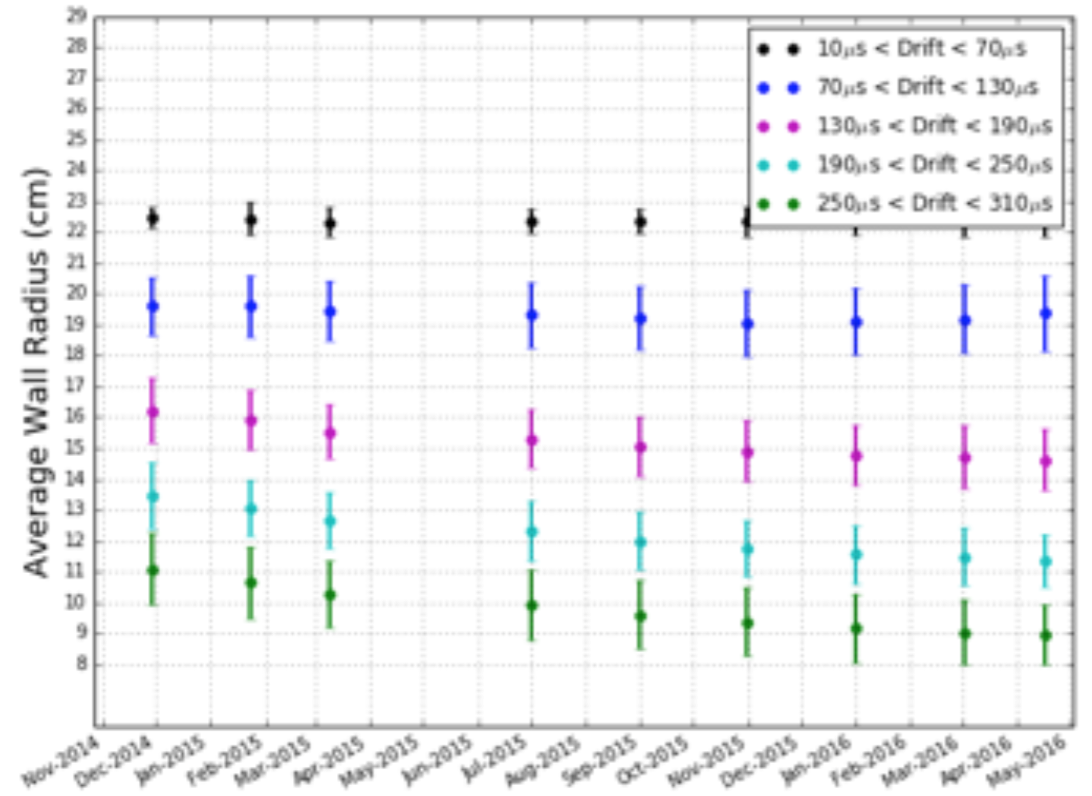 29
28
27
26
25
24
23
22
21
20
19
18
17
16
15
14
13
12
11
10
9
8
Average Wall Radius (cm)
10μs < Drift < 70μs
70μs < Drift < 130μs
130μs < Drift < 190μs
190μs < Drift < 250μs
250μs < Drift < 310μs
Nov-2014
Dec-2014
Jan-2015
Feb-2015
Mar-2015
Apr-2015
May-2015
Jun-2015
Jul-2015
Aug-2015
Sep-2015
Oct-2015
Nov-2015
Dec-2015
Jan-2016
Feb-2016
Mar-2016
Apr-2016
May-2016